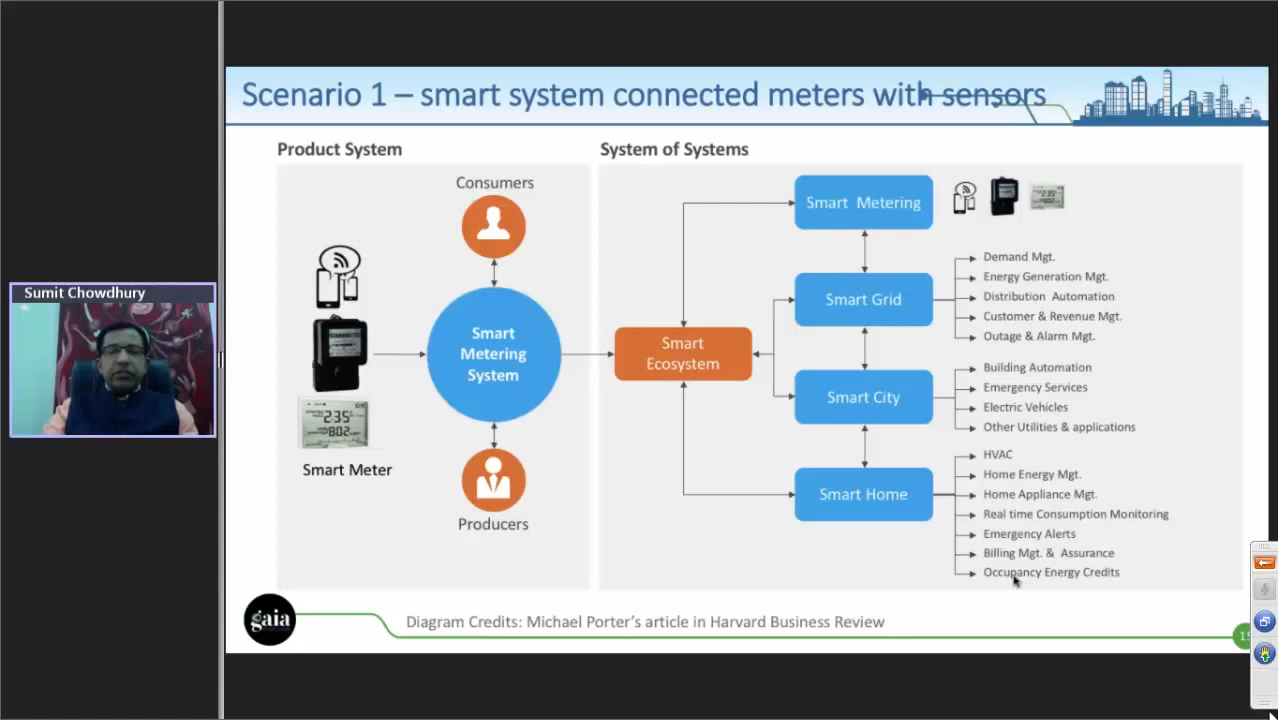 Sumit Chowdhury
Scenario 1 – smart system connected meters with sensors
Product System
System of Systems
Consumers
Smart
Metering
System
Producers
Smart Meter
Smart
Ecosystem
Smart Metering
Smart Grid
Demand Mgt.
Energy Generation Mgt.
Distribution Automation
Customer & Revenue Mgt.
Outage & Alarm Mgt.
Smart City
Building Automation
Emergency Services
Electric Vehicles
Other Utilities & applications
Smart Home
HVAC
Home Energy Mgt.
Home Appliance Mgt.
Real time Consumption Monitoring
Emergency Alerts
Billing Mgt. & Assurance
Occupancy Energy Credits
gaia
Diagram Credits: Michael Porter’s article in Harvard Business Review